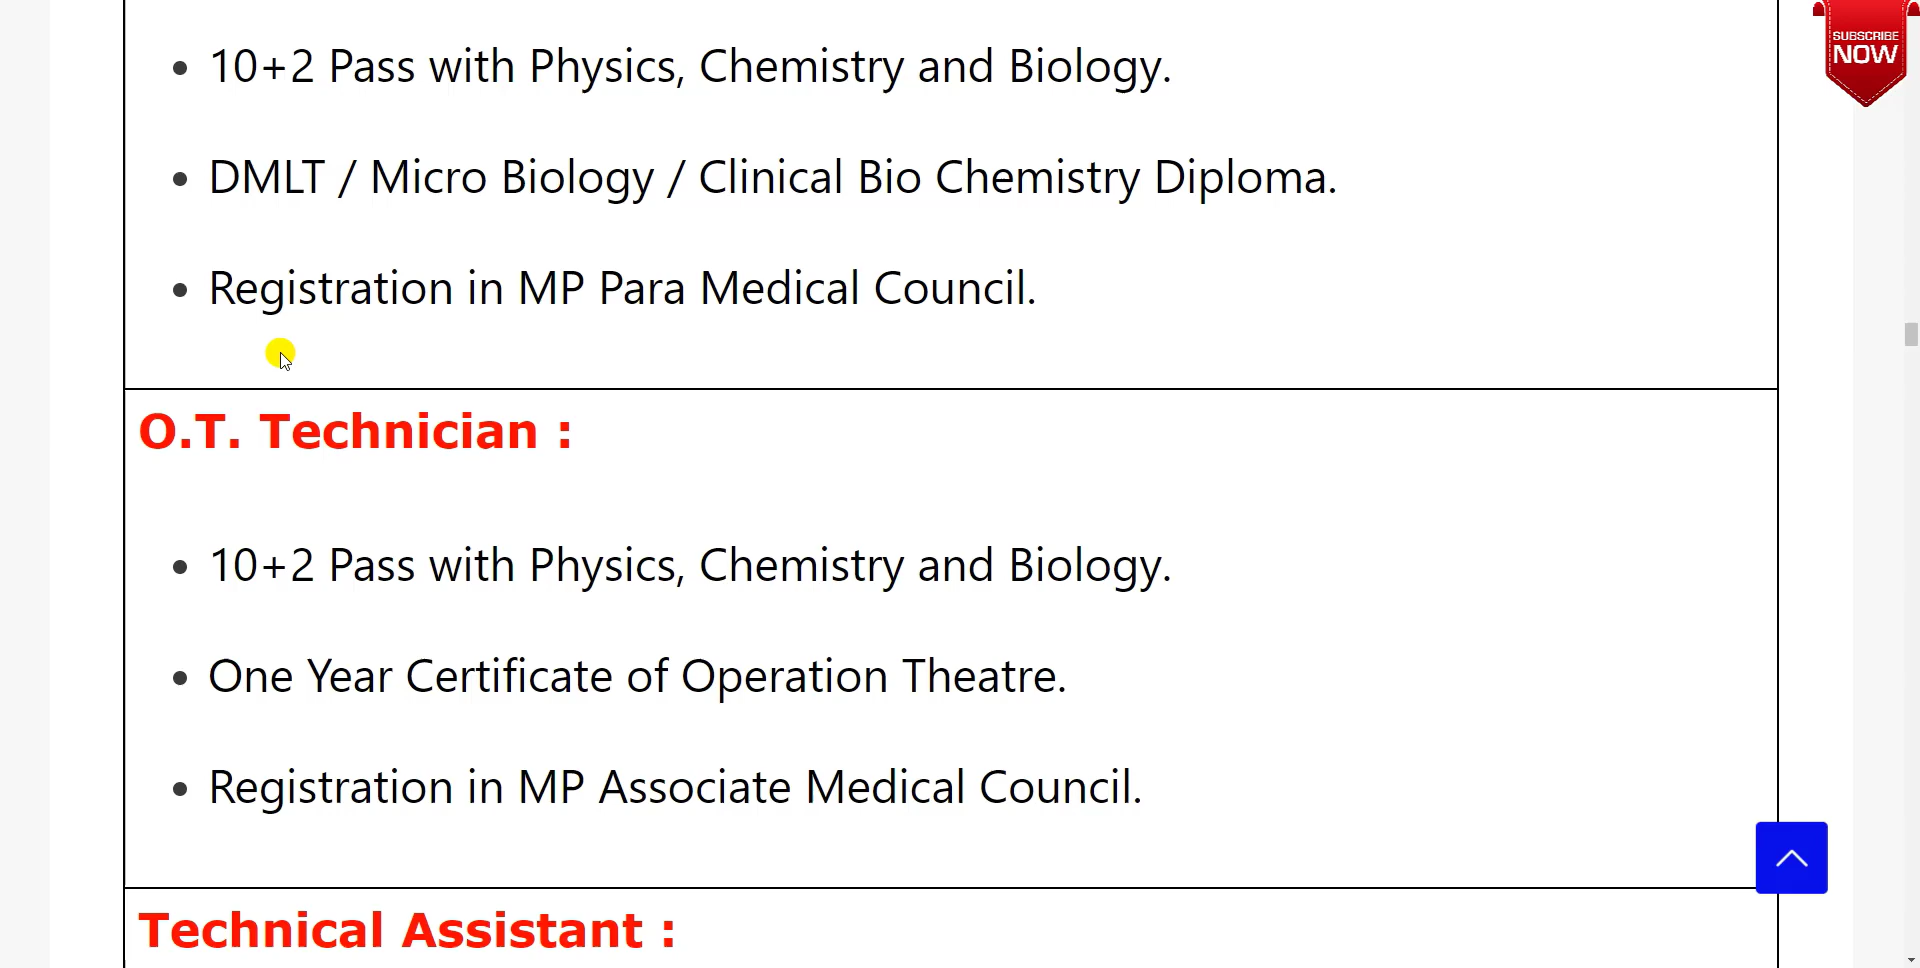 SUBSCRIBE
NOW
10+2 Pass with Physics, Chemistry and Biology.
DMLT / Micro Biology / Clinical Bio Chemistry Diploma.
Registration in MP Para Medical Council.
O.T. Technician :
10+2 Pass with Physics, Chemistry and Biology.
One Year Certificate of Operation Theatre.
Registration in MP Associate Medical Council.
Technical Assistant :